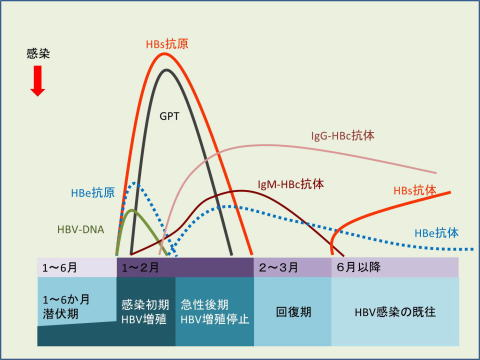 HBs抗原
感染
GPT
IgG-HBc抗体
HBe抗原
IgM-HBc抗体
HBs抗体
HBV-DNA
HBe抗体
1～6月
1～2月
2～3月
6月以降
1～6か月
潜伏期
感染初期
HBV増殖
急性後期
HBV増殖停止
回復期
HBV感染の既往